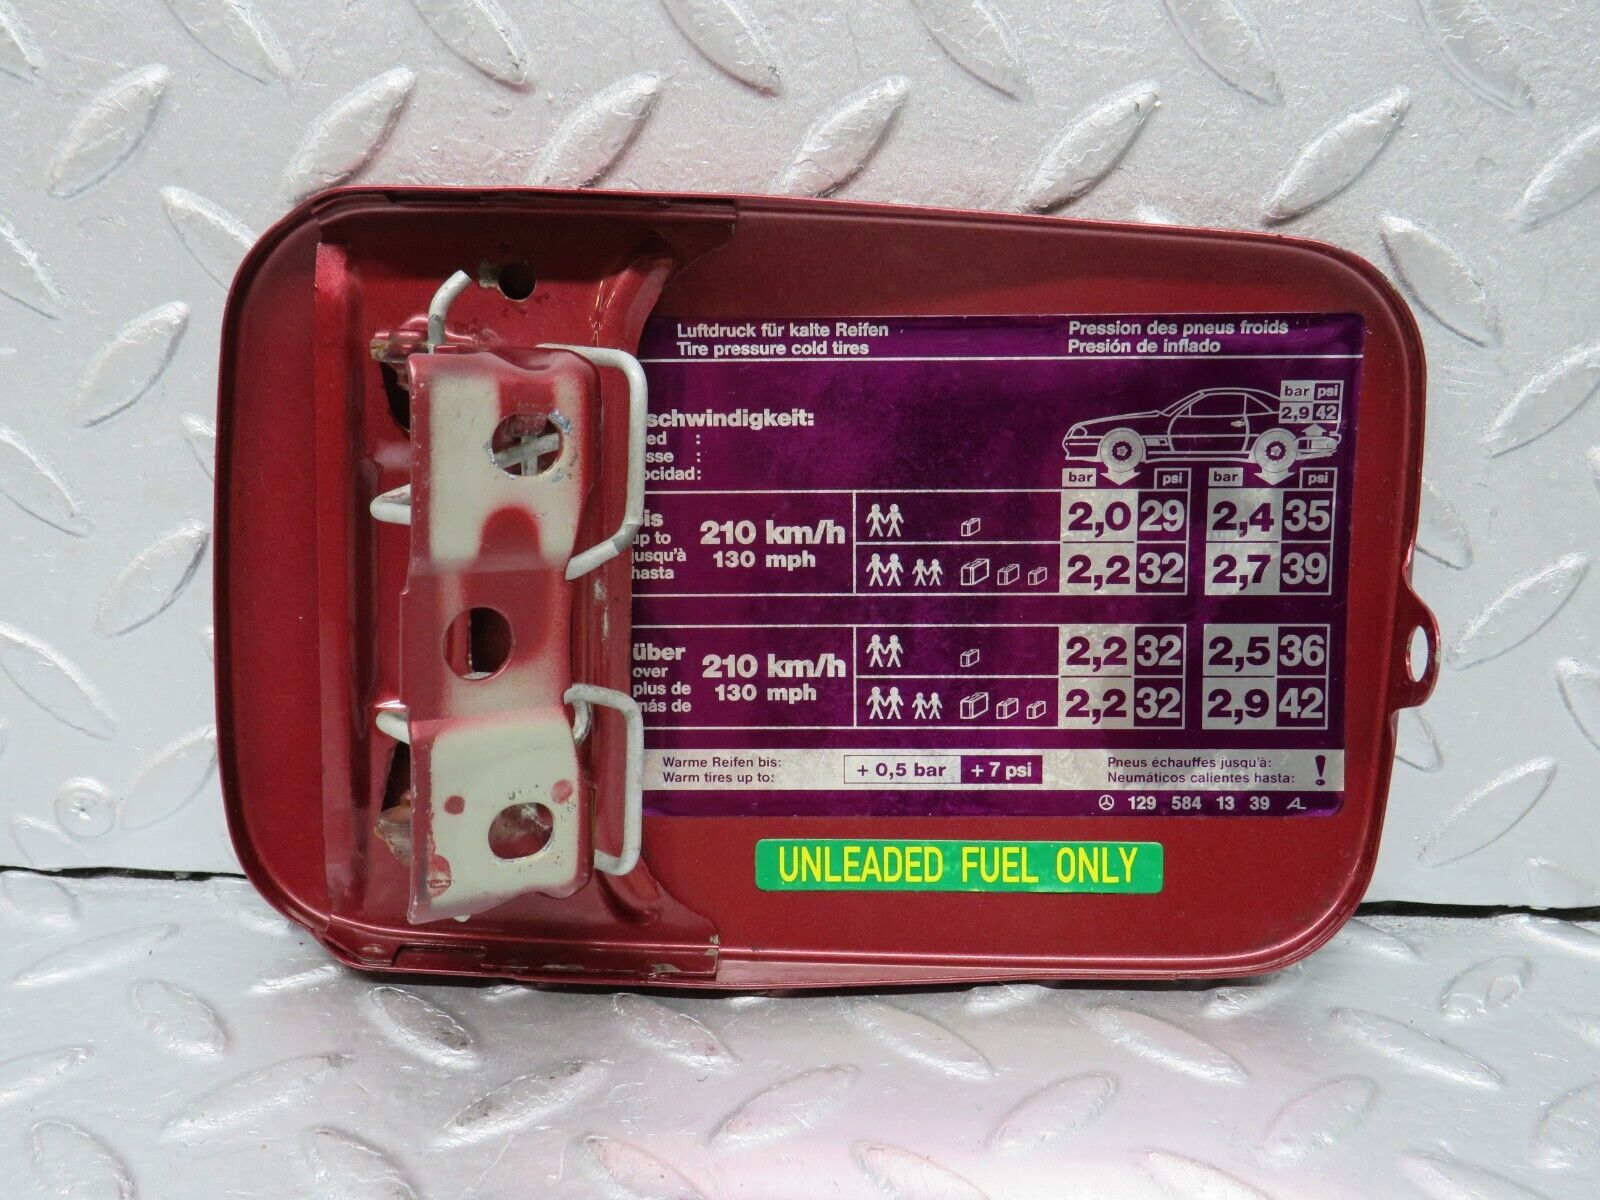 Luftdruck für kalte Reifen
Tire pressure cold tires
Pression des pneus froids
Presión de inflado
bar psi
2,9 42
schwindigkeit:
ed :
sse :
ocidad:
bar psi bar psi
is
up to
jusqu'à
hasta
210 km/h
130 mph
2,0 29 2,4 35
2,2 32 2,7 39
über
over
plus de
más de
210 km/h
130 mph
2,2 32 2,5 36
2,2 32 2,9 42
Warme Reifen bis:
Warm tires up to:
+ 0,5 bar + 7 psi
Pneus échauffes jusqu'à:
Neumáticos calientes hasta: !
129 584 13 39
UNLEADED FUEL ONLY